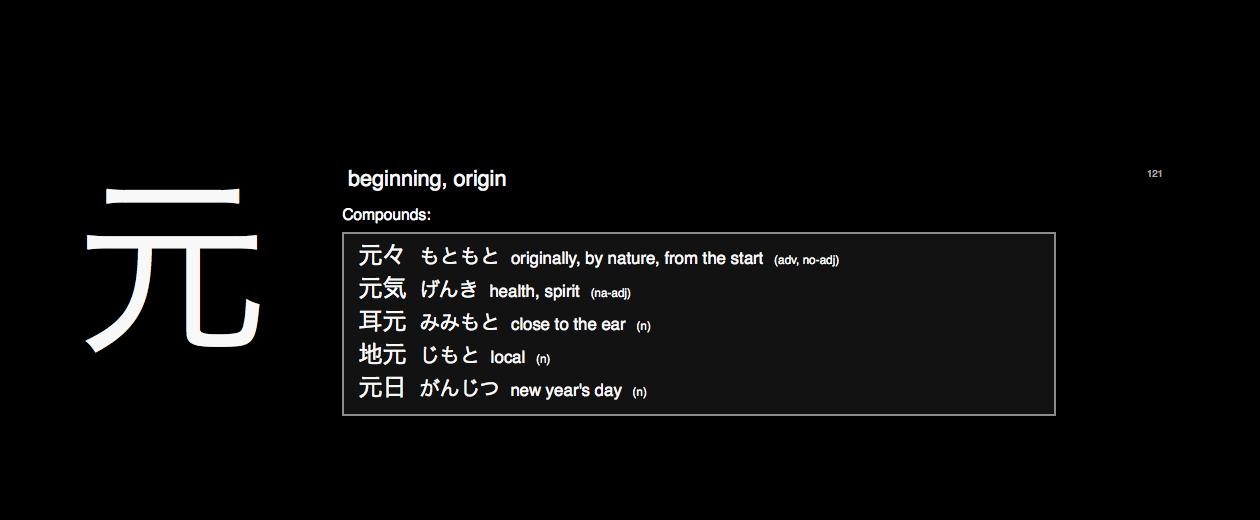 元
beginning, origin
121
Compounds:
元々 もともと originally, by nature, from the start (adv, no-adj)
元気 げんき health, spirit (na-adj)
耳元 みみもと close to the ear (n)
地元 じもと local (n)
元日 がんじつ new year's day (n)